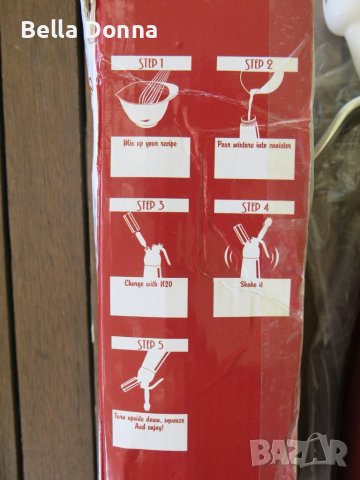 Bella Donna
STEP 1
STEP 2
Mix up your recipe
Pour mixture into canister
STEP 3
STEP 4
Charge with N20
Shake it
STEP 5
Turn upside down, squeeze
And enjoy!
BAZAR